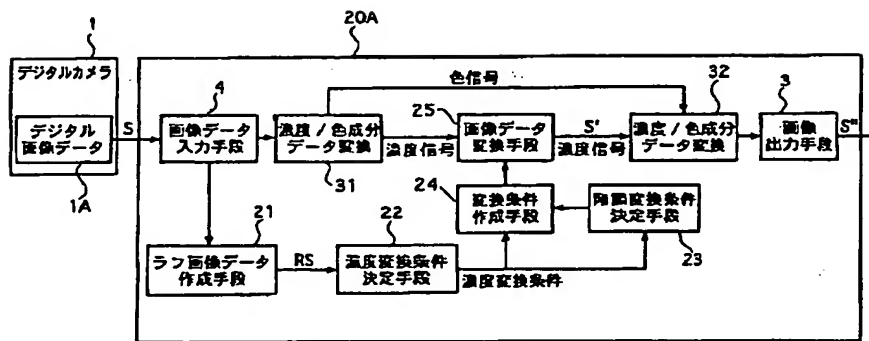 20A
1
デジタルカメラ
デジタル
画像データ
1A
S
4
画像データ
入力手段
濃度/色成分
データ変換
31
色信号
濃度信号
25
画像データ
変換手段
S'
濃度信号
32
濃度/色成分
データ変換
3
画像
出力手段
S"
24
変換条件
作成手段
階調変換条件
決定手段
23
21
ラフ画像データ
作成手段
RS
22
濃度変換条件
決定手段
濃度変換条件